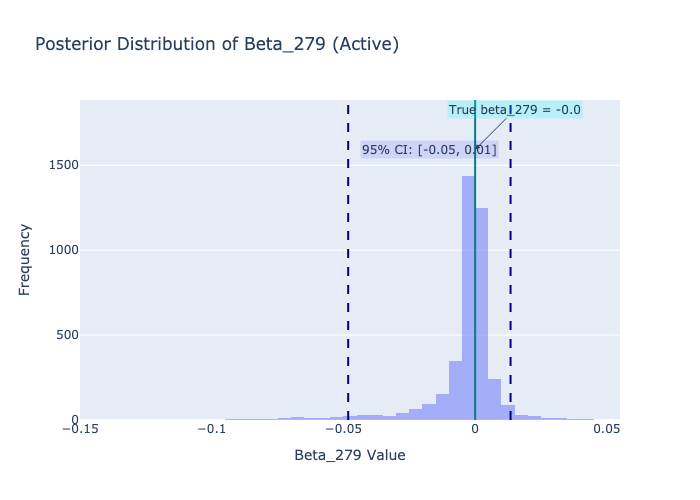 Posterior Distribution of Beta_279 (Active)
True beta_279 = -0.0
95% CI: [-0.05, 0.01]
1500
1000
500
0
Frequency
−0.15
−0.1
−0.05
0
0.05
Beta_279 Value